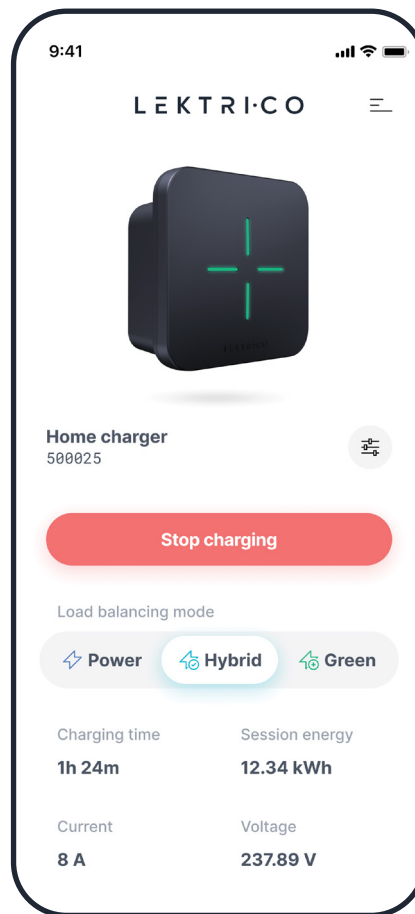 9:41
LEKTRI·CO
Home charger
500025
Stop charging
Load balancing mode
Power Hybrid Green
Charging time Session energy
1h 24m 12.34 kWh
Current Voltage
8 A 237.89 V